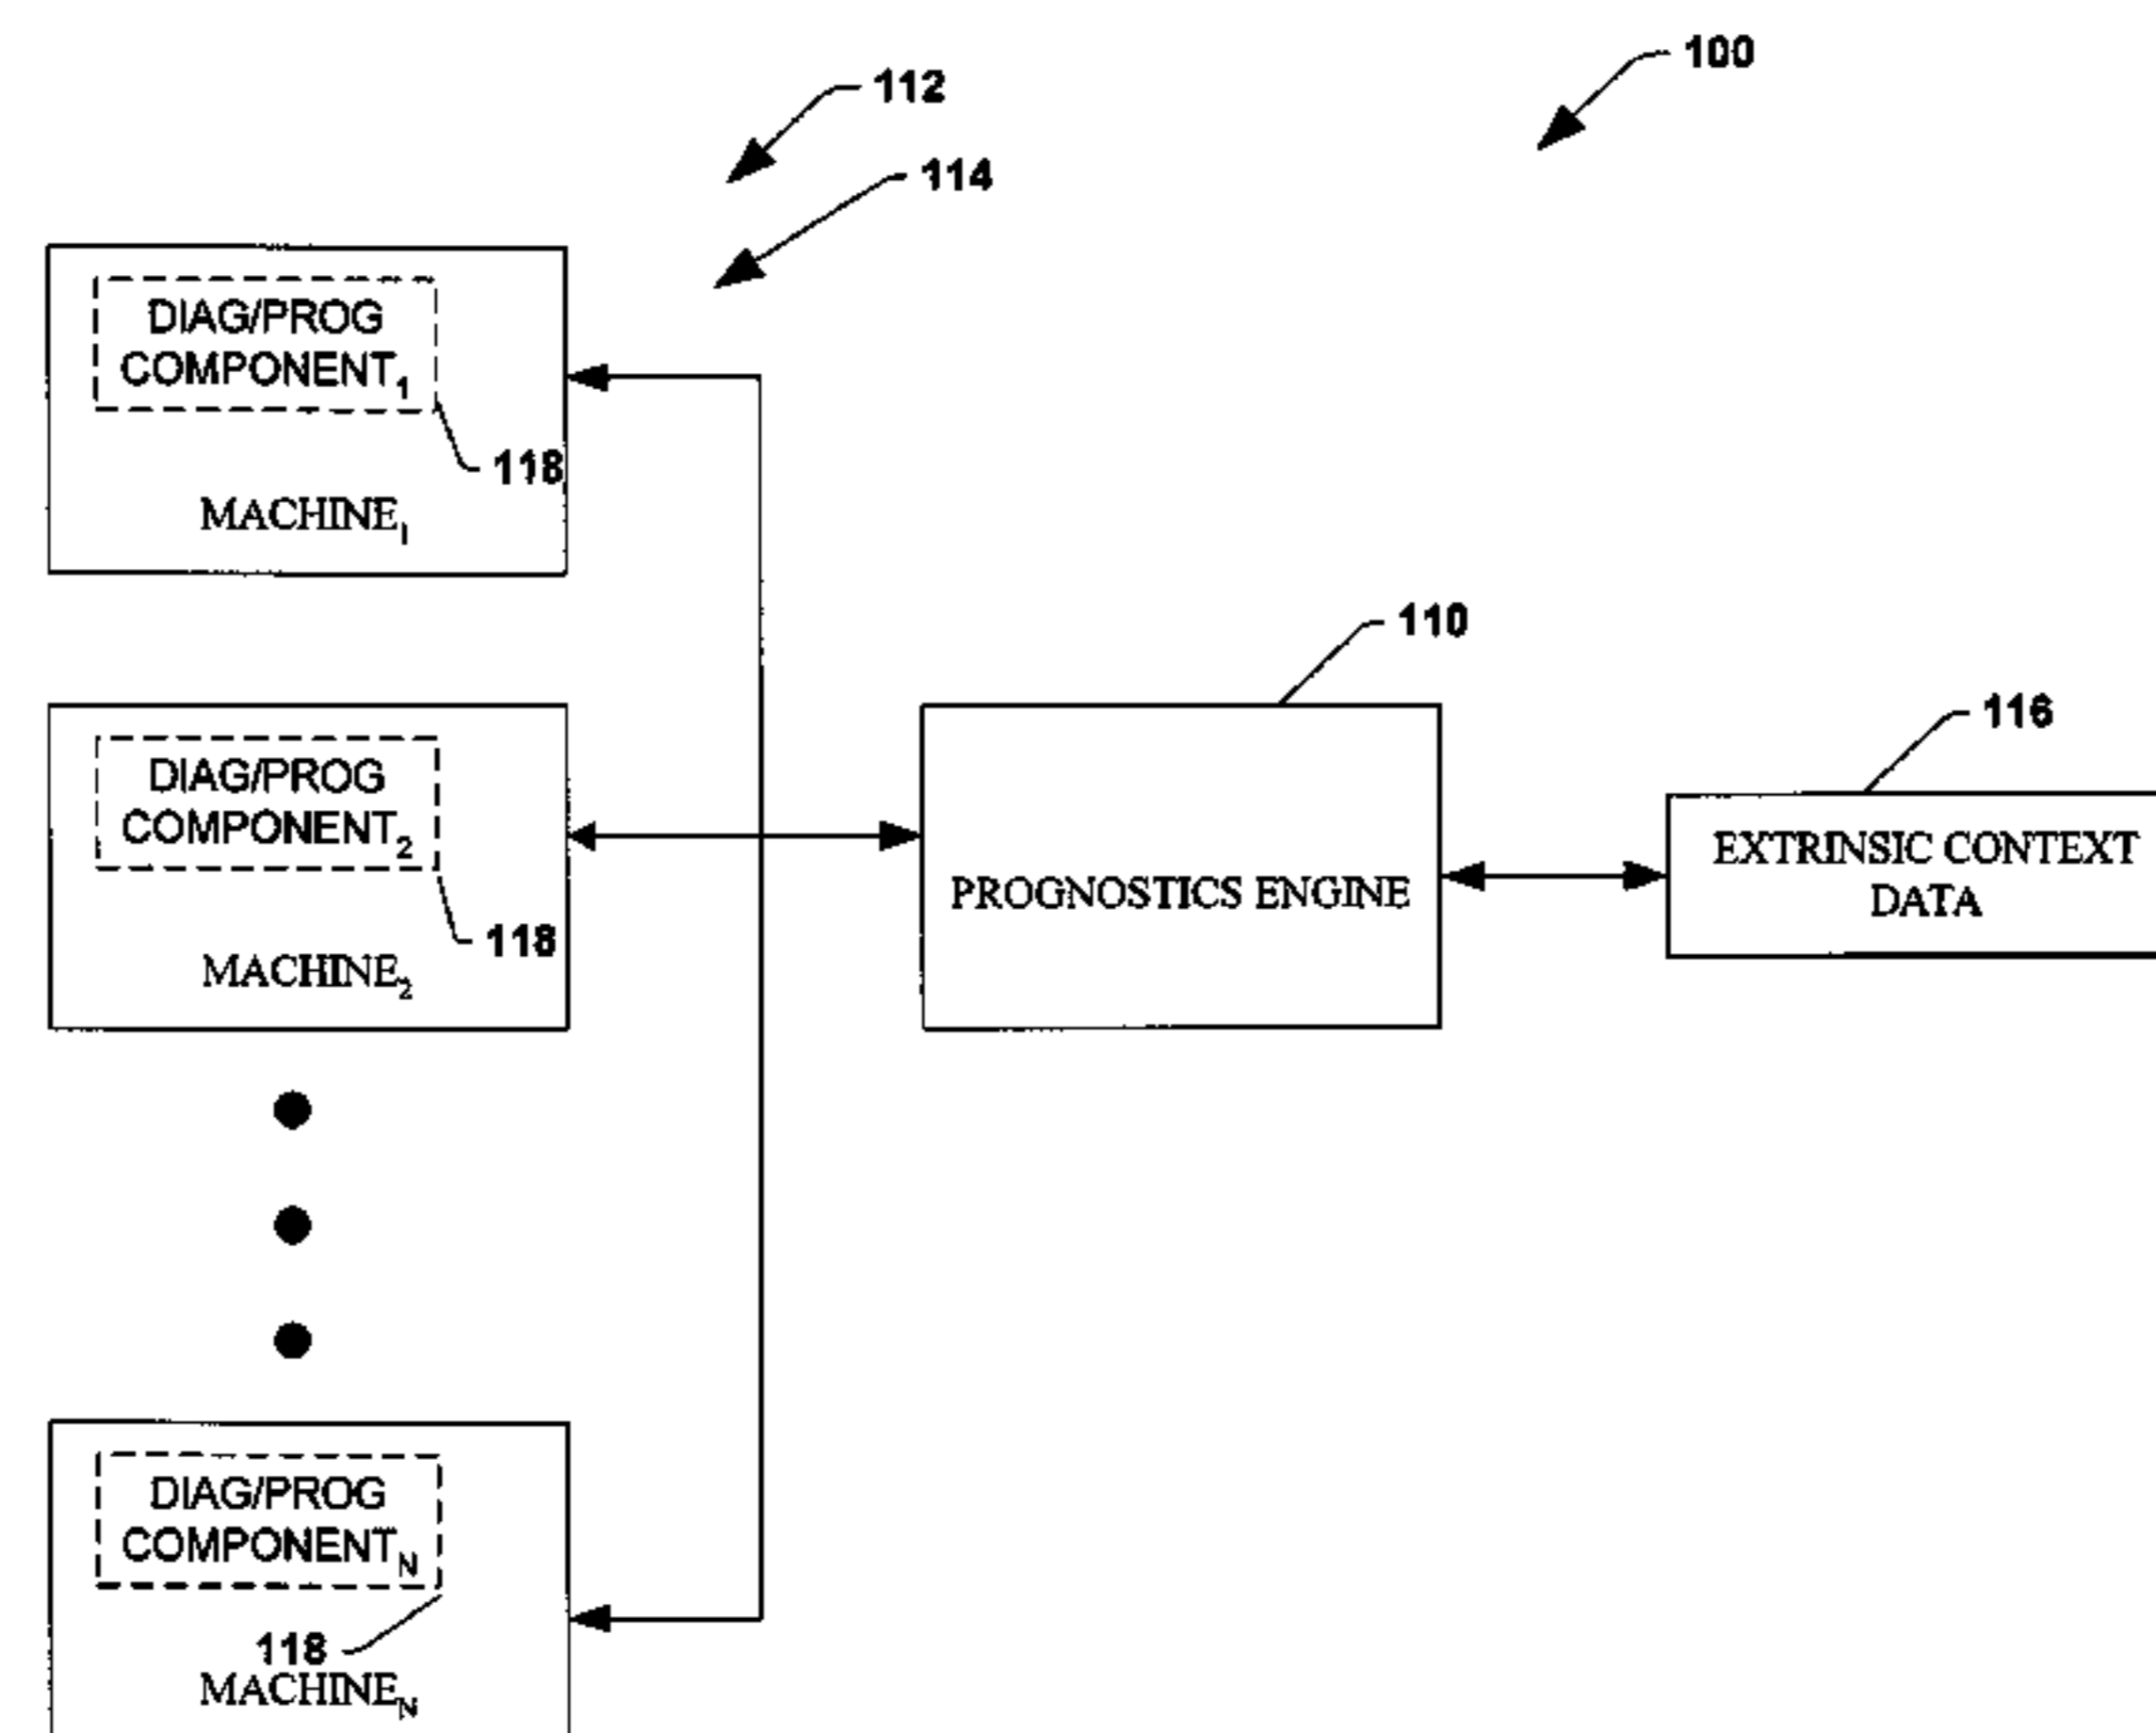 100
112
114
DIAG/PROG
COMPONENT1
118
MACHINE1
110
116
DIAG/PROG
COMPONENT2
118
MACHINE2
PROGNOSTICS ENGINE
EXTRINSIC CONTEXT
DATA
DIAG/PROG
COMPONENTN
118
MACHINEN